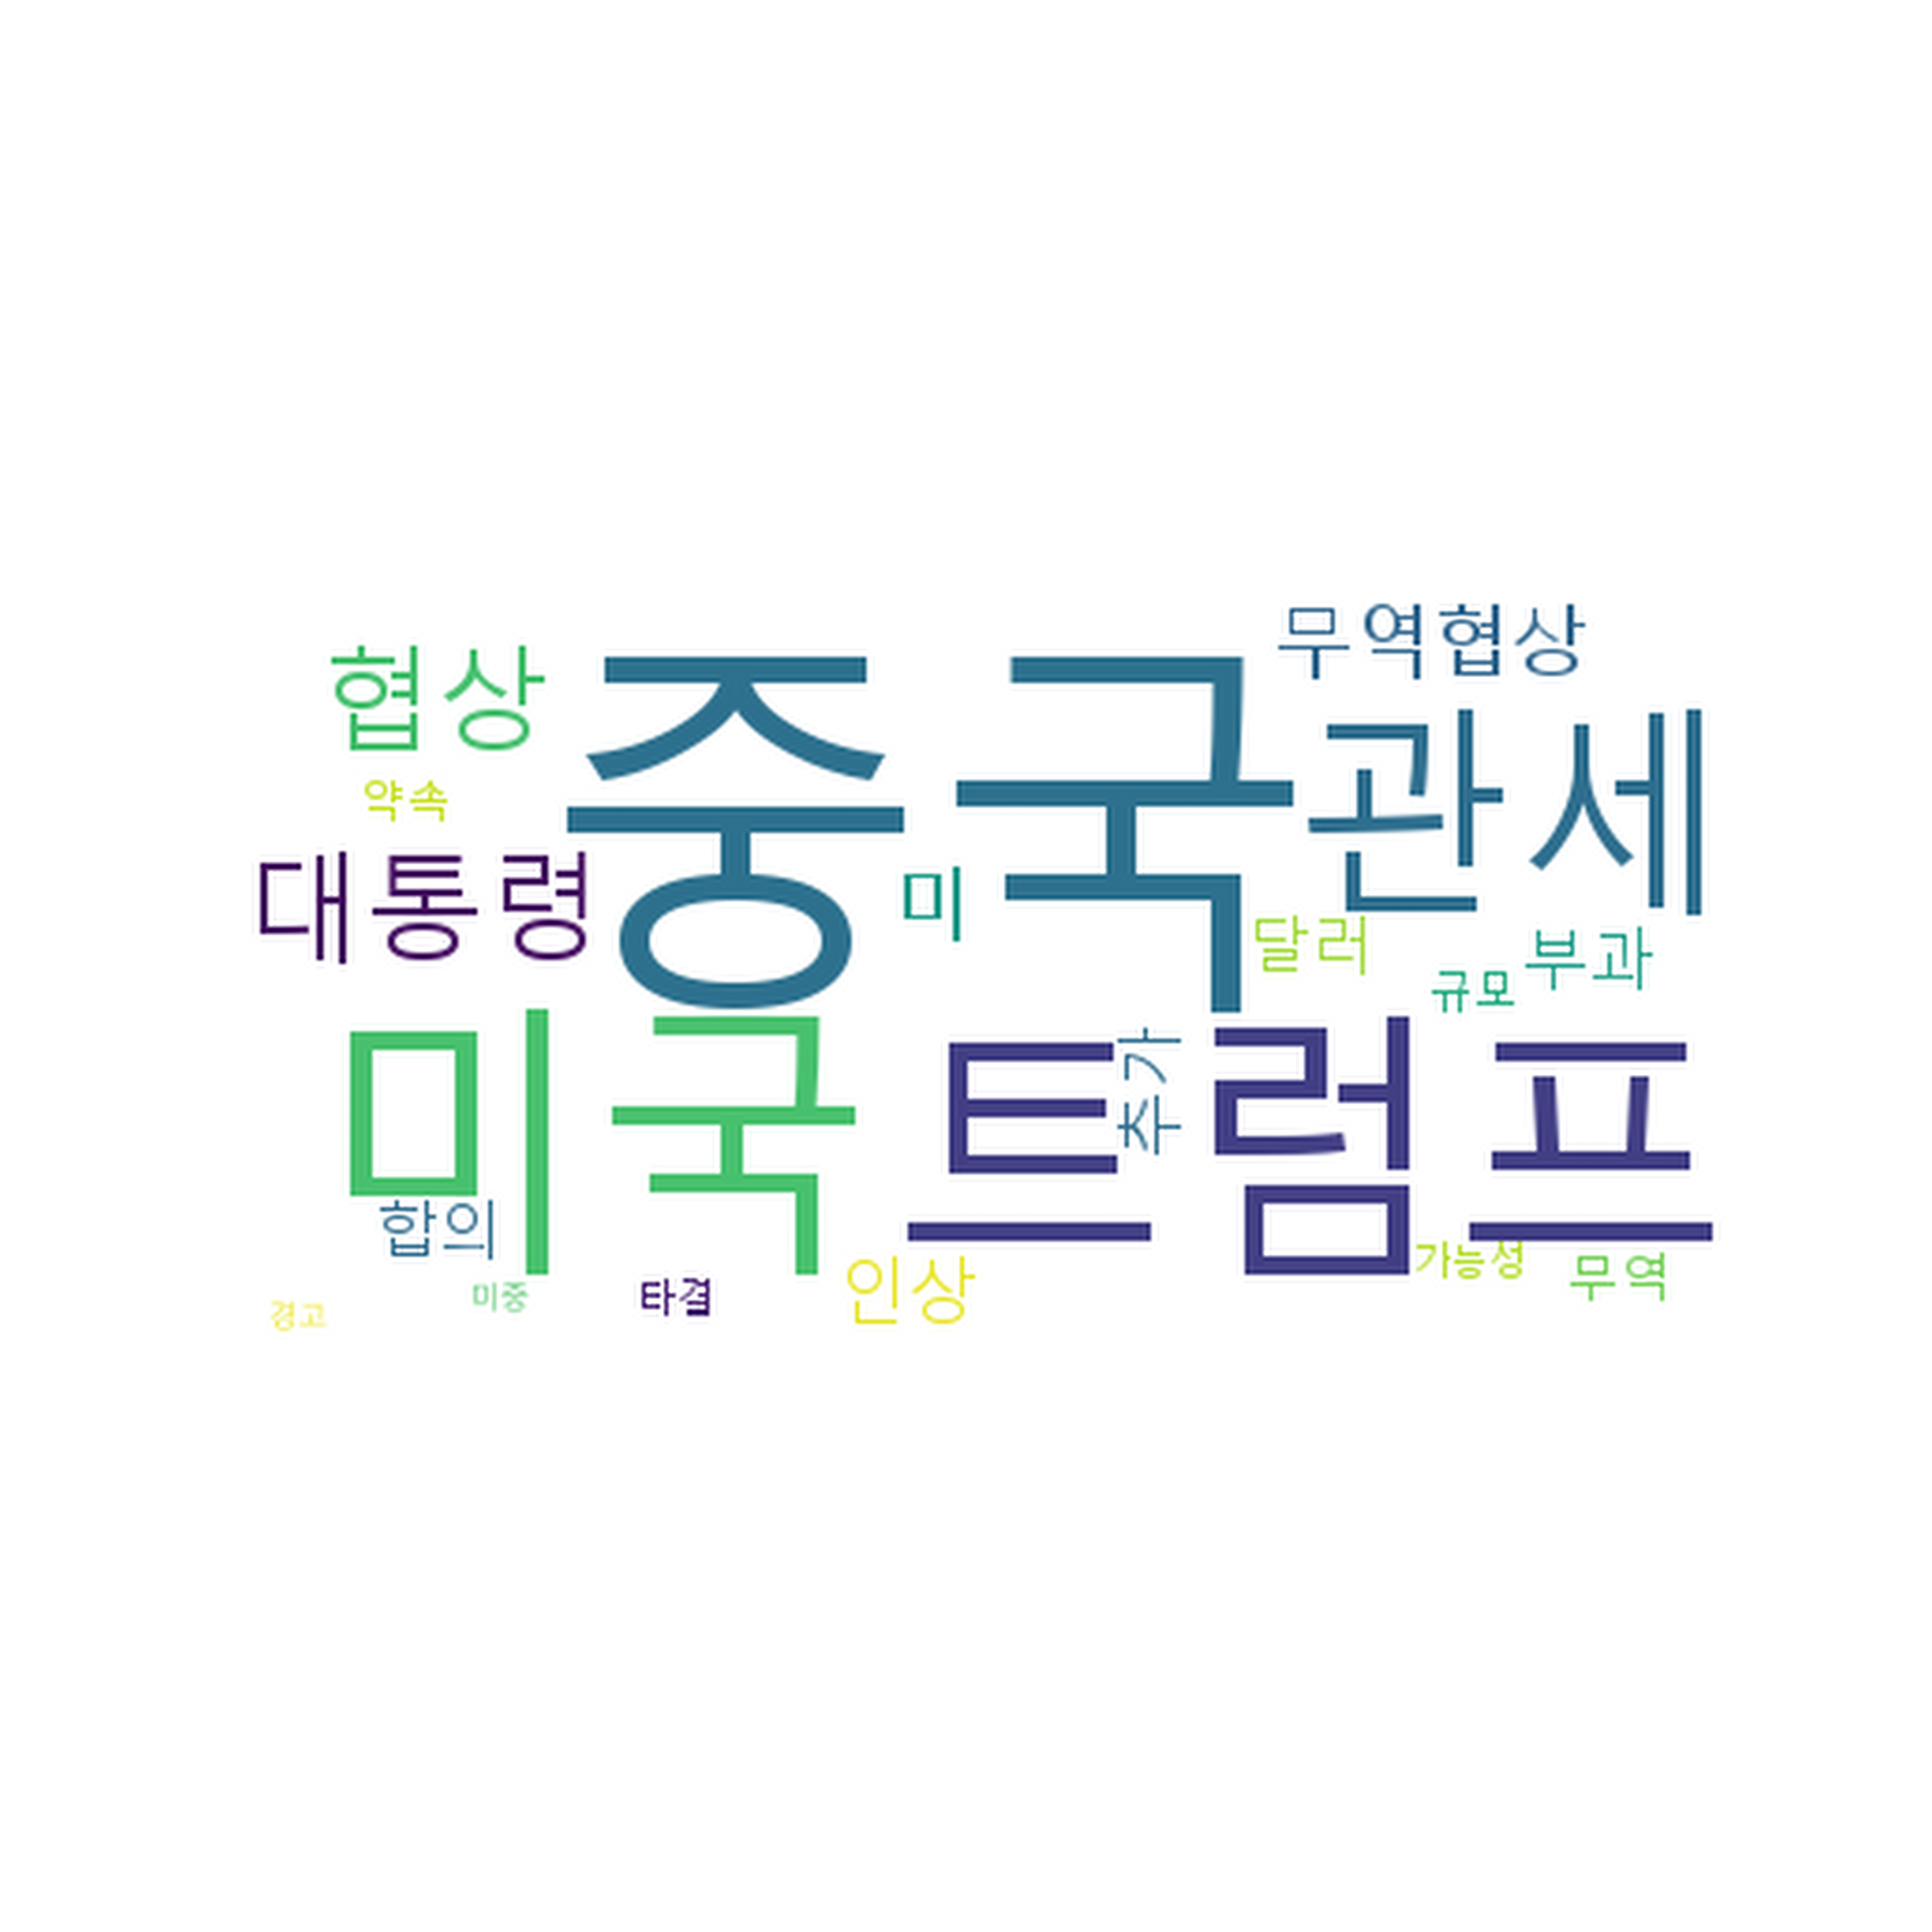 무역협상
협상
중국
관세
약속
대통령
미
달러
부과
규모
미국
트럼프
추가
합의
인상
가능성
무역
미중
타결
경고